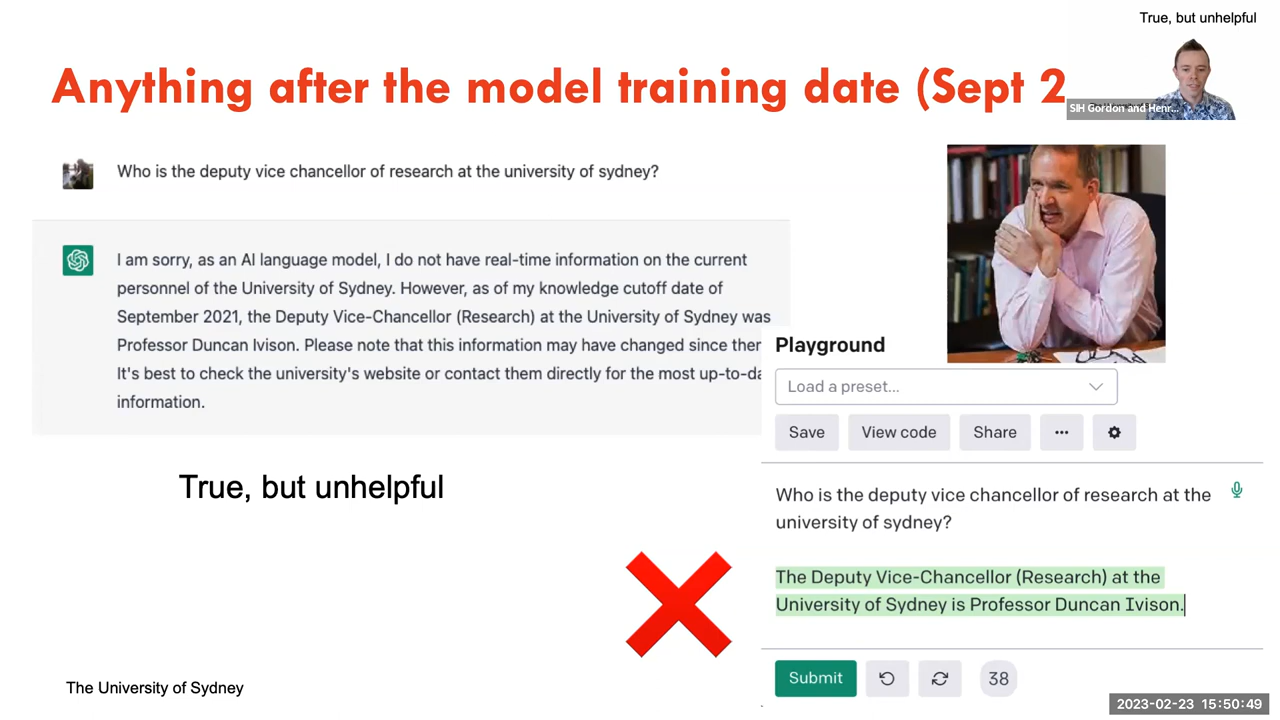 True, but unhelpful
Anything after the model training date (Sept 2
SIH Gordon and Henr...
Who is the deputy vice chancellor of research at the university of sydney?
I am sorry, as an AI language model, I do not have real-time information on the current
personnel of the University of Sydney. However, as of my knowledge cutoff date of
September 2021, the Deputy Vice-Chancellor (Research) at the University of Sydney was
Professor Duncan Ivison. Please note that this information may have changed since
It's best to check the university's website or contact them directly for the most
information.
True, but unhelpful
Playground
Load a preset...
Save View code Share ...
Who is the deputy vice chancellor of research at the
university of sydney?
The Deputy Vice-Chancellor (Research) at the
University of Sydney is Professor Duncan Ivison.
Submit 38
The University of Sydney
2023-02-23 15:50:49